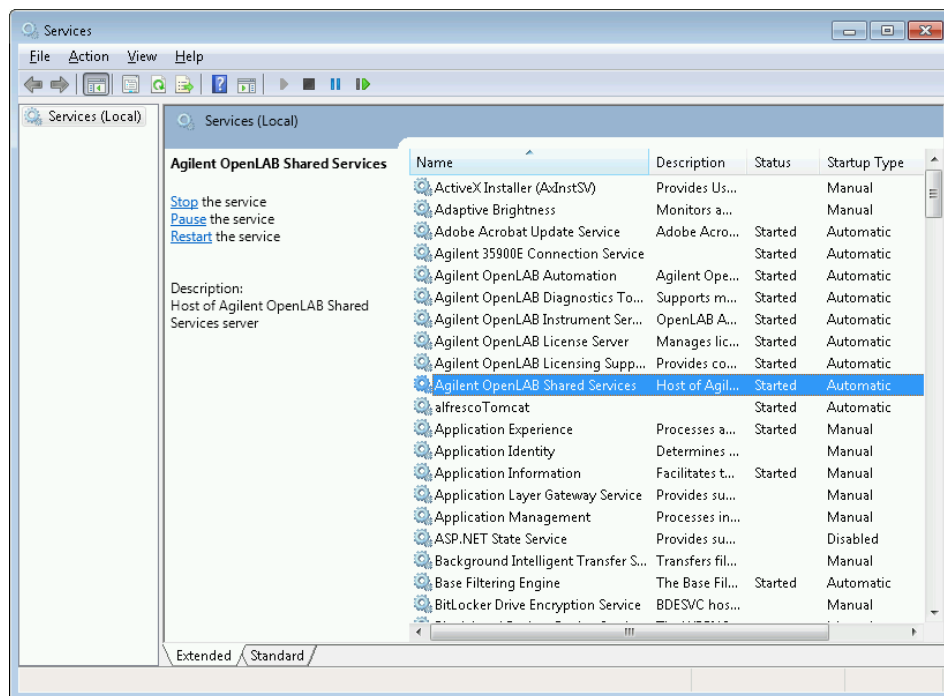 Services
File Action View Help
Services (Local)
Services (Local)
Agilent OpenLAB Shared Services
Stop the service
Pause the service
Restart the service
Description:
Host of Agilent OpenLAB Shared
Services server
Name Description Status Startup Type
ActiveX Installer (AxInstSV) Provides Us... Manual
Adaptive Brightness Monitors a... Manual
Adobe Acrobat Update Service Adobe Acro... Started Automatic
Agilent 35900E Connection Service Started Automatic
Agilent OpenLAB Automation Agilent Ope... Started Automatic
Agilent OpenLAB Diagnostics To... Supports m... Started Automatic
Agilent OpenLAB Instrument Ser... OpenLAB A... Started Automatic
Agilent OpenLAB License Server Manages lic... Started Automatic
Agilent OpenLAB Licensing Supp... Provides co... Started Automatic
Agilent OpenLAB Shared Services Host of Agil... Started Automatic
alfrescoTomcat Started Automatic
Application Experience Processes a... Started Manual
Application Identity Determines ... Manual
Application Information Facilitates t... Started Manual
Application Layer Gateway Service Provides su... Manual
Application Management Processes in... Manual
ASP.NET State Service Provides su... Disabled
Background Intelligent Transfer S... Transfers fil... Manual
Base Filtering Engine The Base Fil... Started Automatic
BitLocker Drive Encryption Service BDESVC hos... Manual
Extended Standard